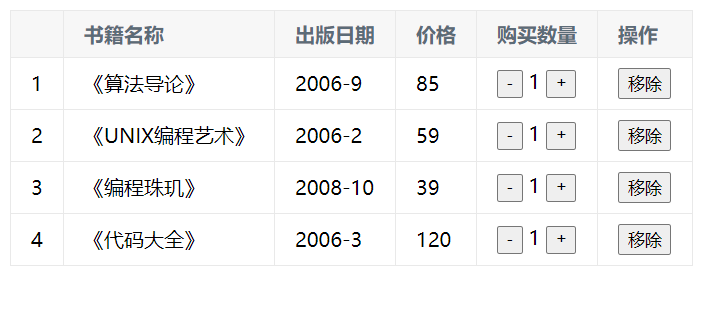 书籍名称 出版日期 价格 购买数量 操作
1 《算法导论》 2006-9 85 - 1 + 移除
2 《UNIX编程艺术》 2006-2 59 - 1 + 移除
3 《编程珠玑》 2008-10 39 - 1 + 移除
4 《代码大全》 2006-3 120 - 1 + 移除